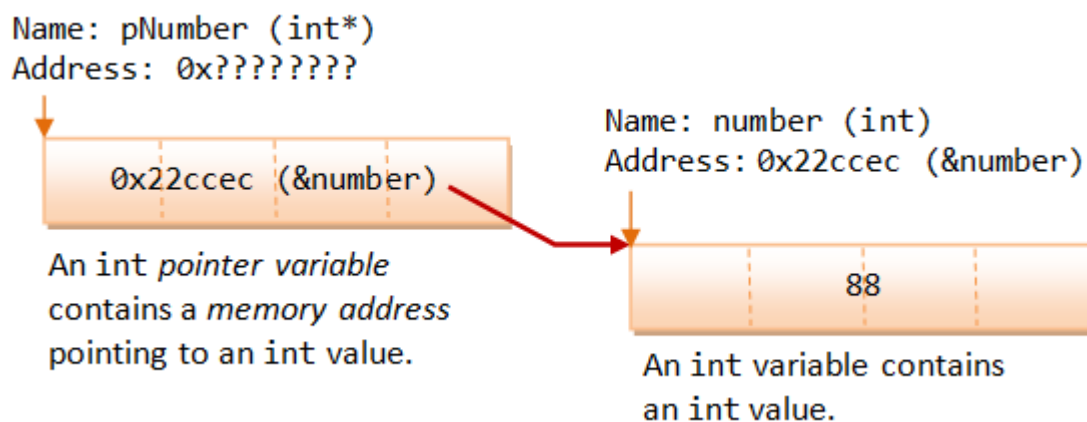 Name: pNumber (int*)
Address: 0x????????
0x22ccec (&number)
An int pointer variable
contains a memory address
pointing to an int value.
Name: number (int)
Address: 0x22ccec (&number)
88
An int variable contains
an int value.